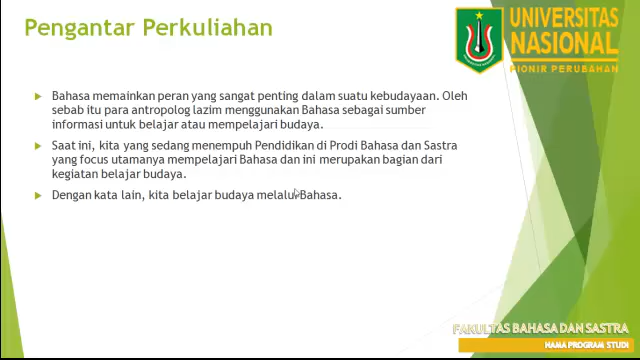 Pengantar Perkuliahan
UNIVERSITAS
NASIONAL
PIONIR PERUBAHAN
Bahasa memainkan peran yang sangat penting dalam suatu kebudayaan. Oleh
sebab itu para antropolog lazim menggunakan Bahasa sebagai sumber
informasi untuk belajar atau mempelajari budaya.
Saat ini, kita yang sedang menempuh Pendidikan di Prodi Bahasa dan Sastra
yang focus utamanya mempelajari Bahasa dan ini merupakan bagian dari
kegiatan belajar budaya.
Dengan kata lain, kita belajar budaya melalui Bahasa.
FAKULTAS BAHASA DAN SASTRA
NAMA PROGRAM STUDI